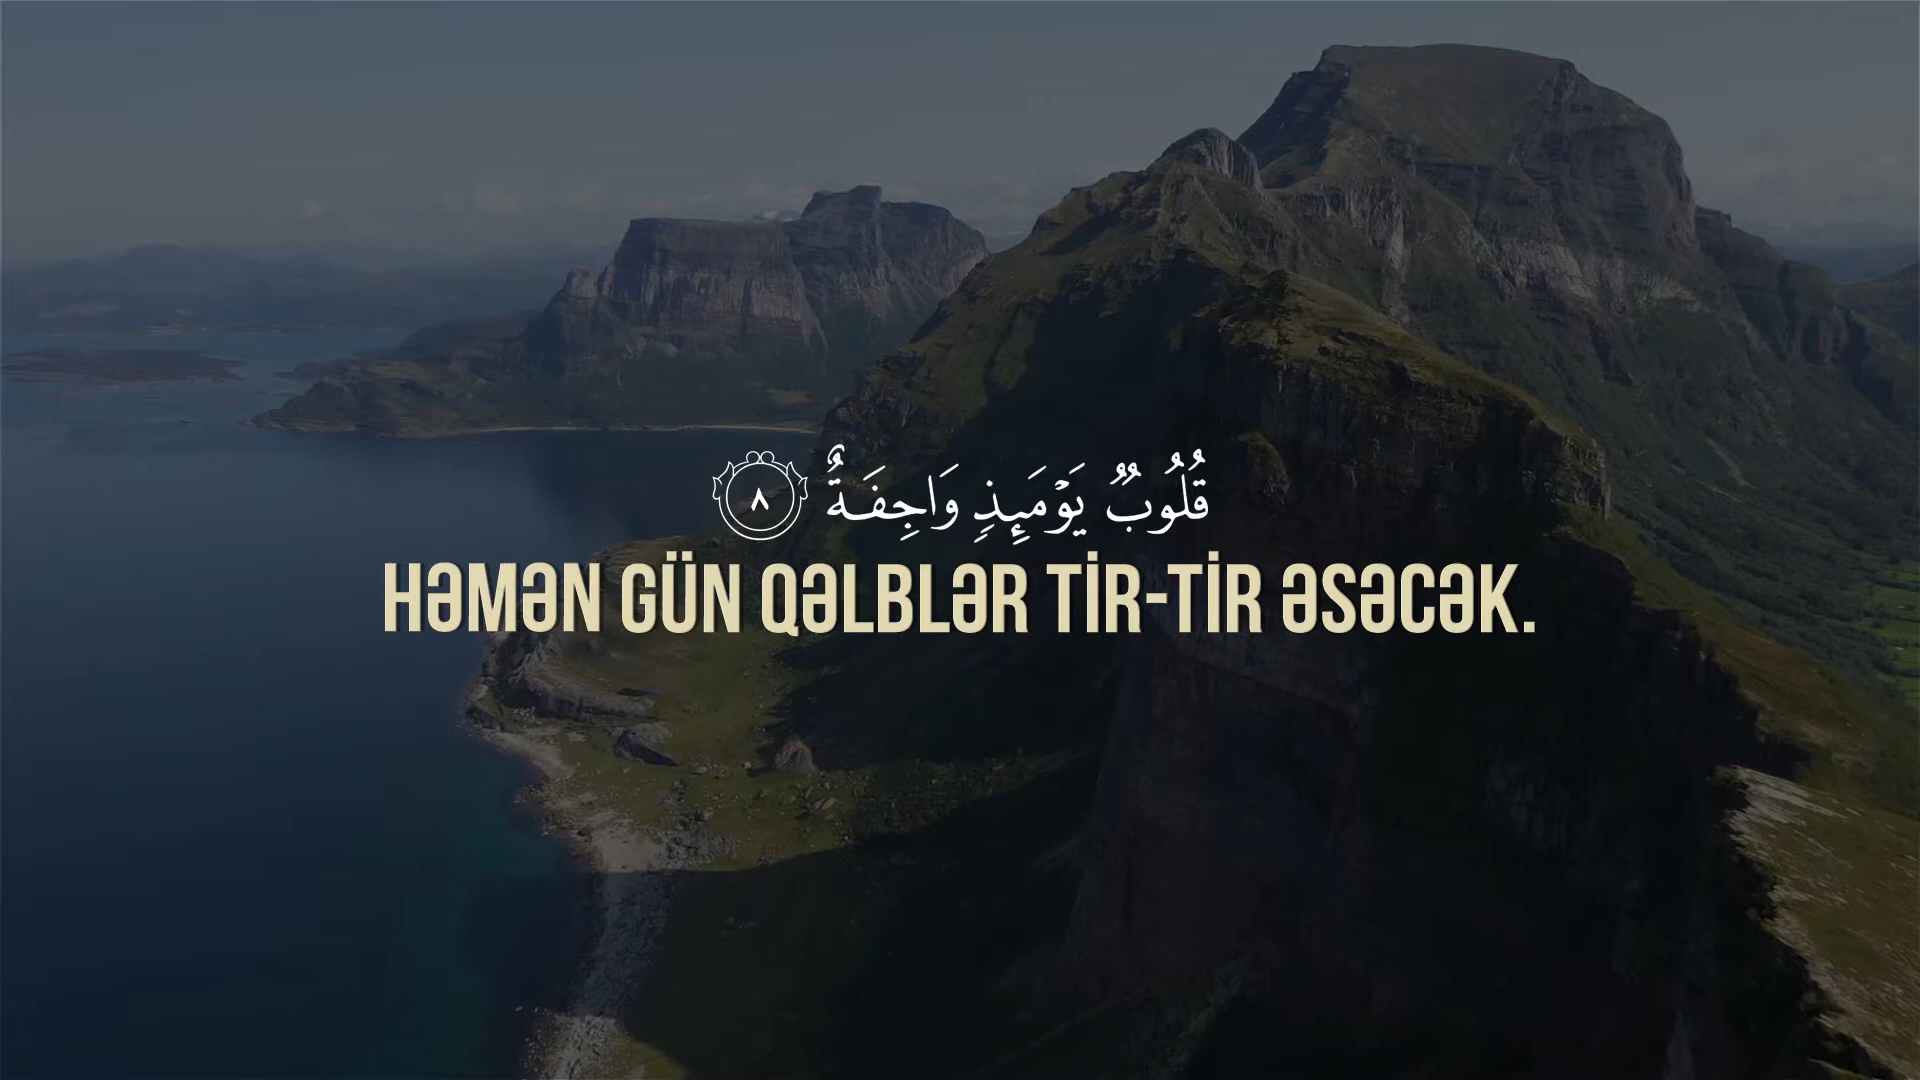 قُلُوبٌ يَوْمَئِذٍ وَاجِفَةٌ ٨
HƏMƏN GÜN QƏLBLƏR TİR-TİR ƏSƏCƏK.